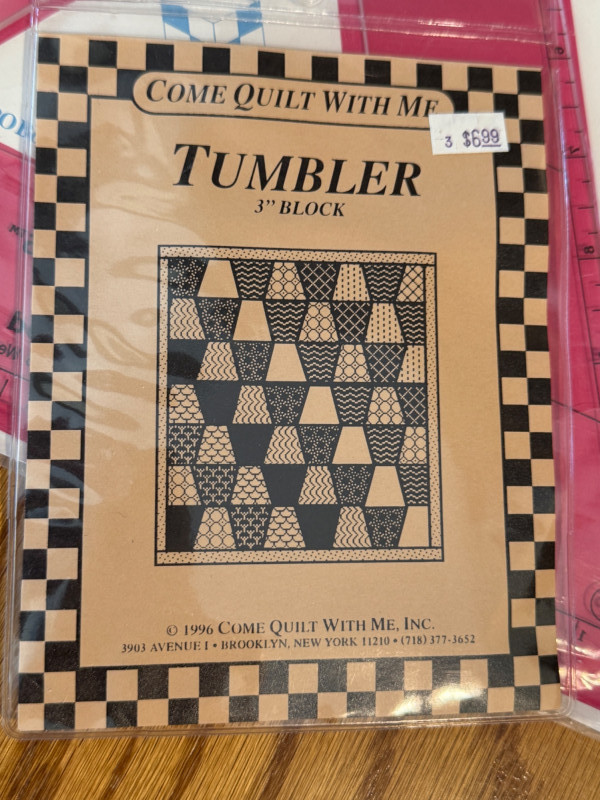 COME QUILT WITH ME
3 $6.99
TUMBLER
3" BLOCK
© 1996 COME QUILT WITH ME, INC.
3903 AVENUE I • BROOKLYN, NEW YORK 11210 • (718) 377-3652